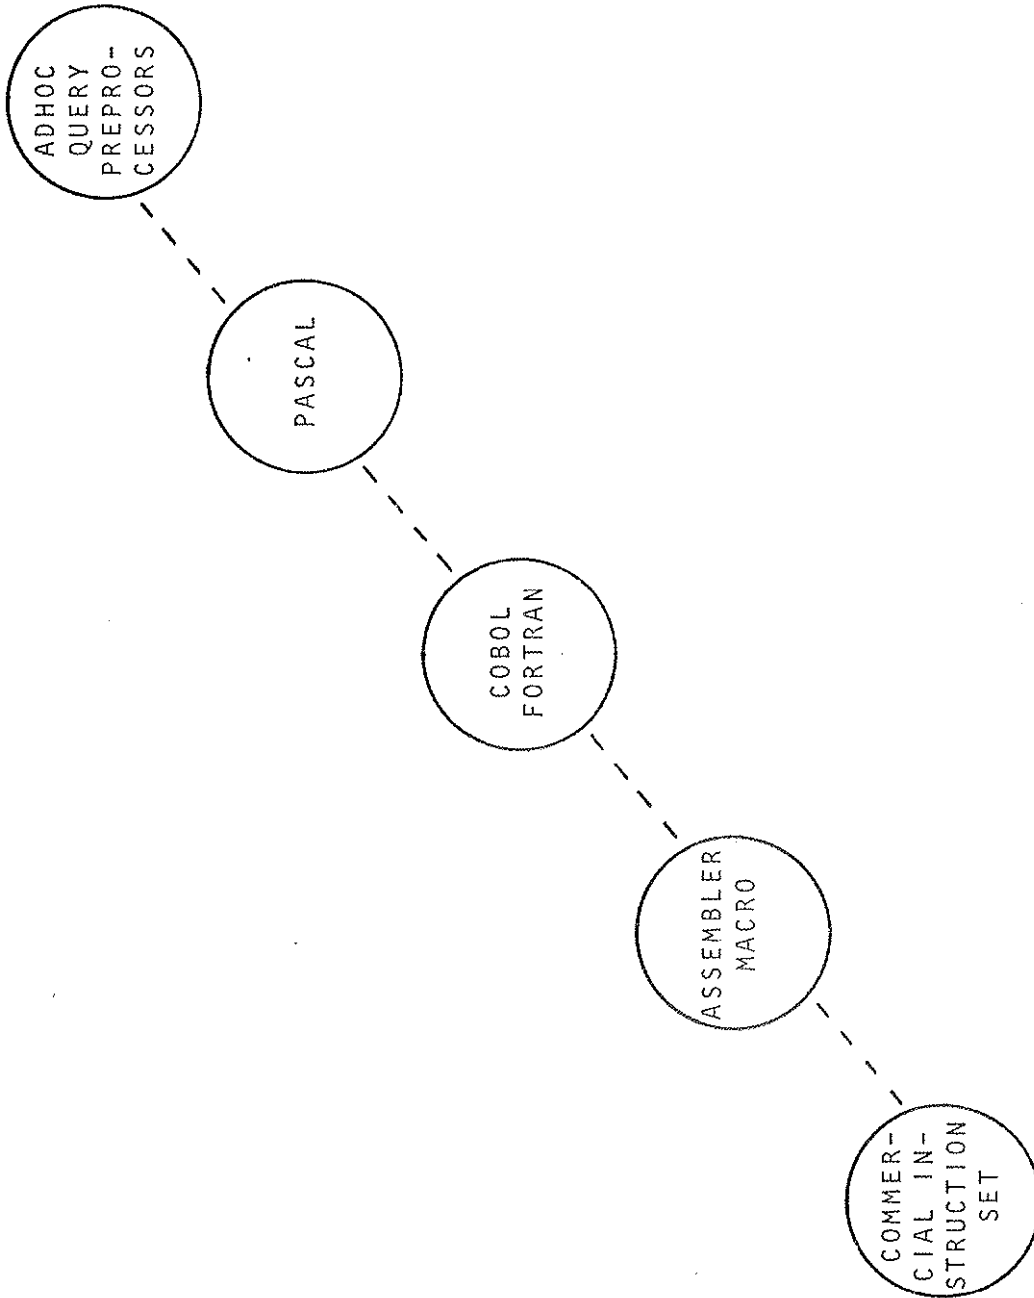 ADHOC
QUERY
PREPRO-
CESSORS
PASCAL
COBOL
FORTRAN
ASSEMBLER
MACRO
COMMER-
CIAL IN-
STRUCTION
SET